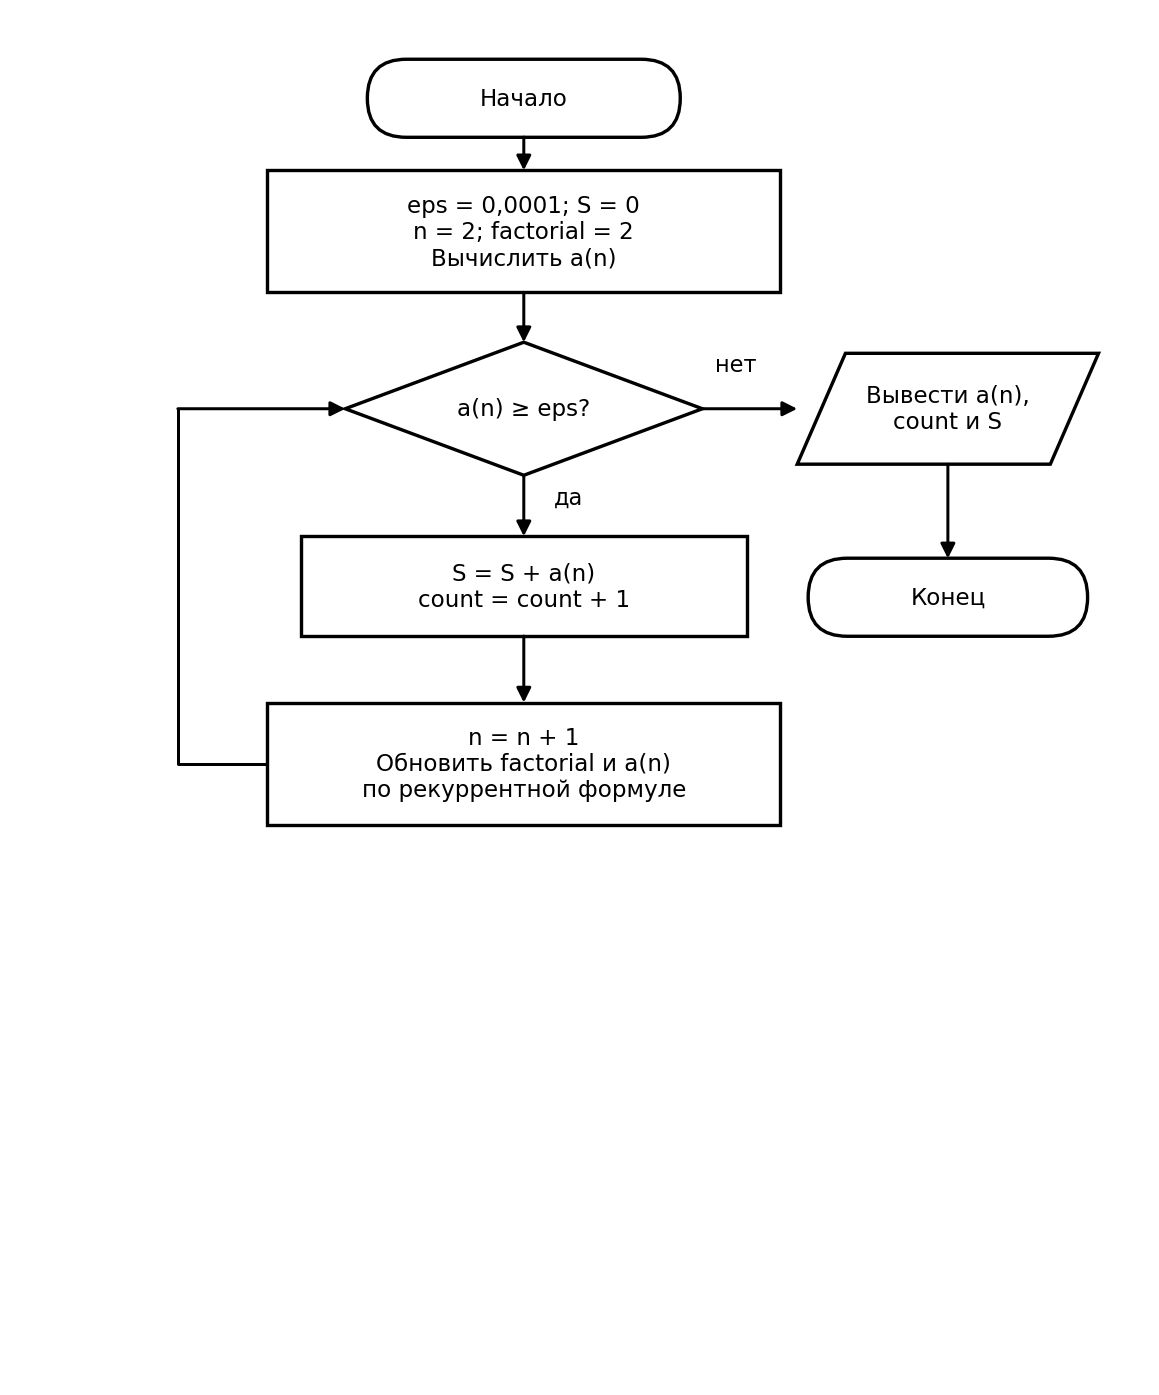 Начало
eps = 0,0001; S = 0
n = 2; factorial = 2
Вычислить a(n)
a(n) ≥ eps?
нет
Вывести a(n),
count и S
да
S = S + a(n)
count = count + 1
Конец
n = n + 1
Обновить factorial и a(n)
по рекуррентной формуле